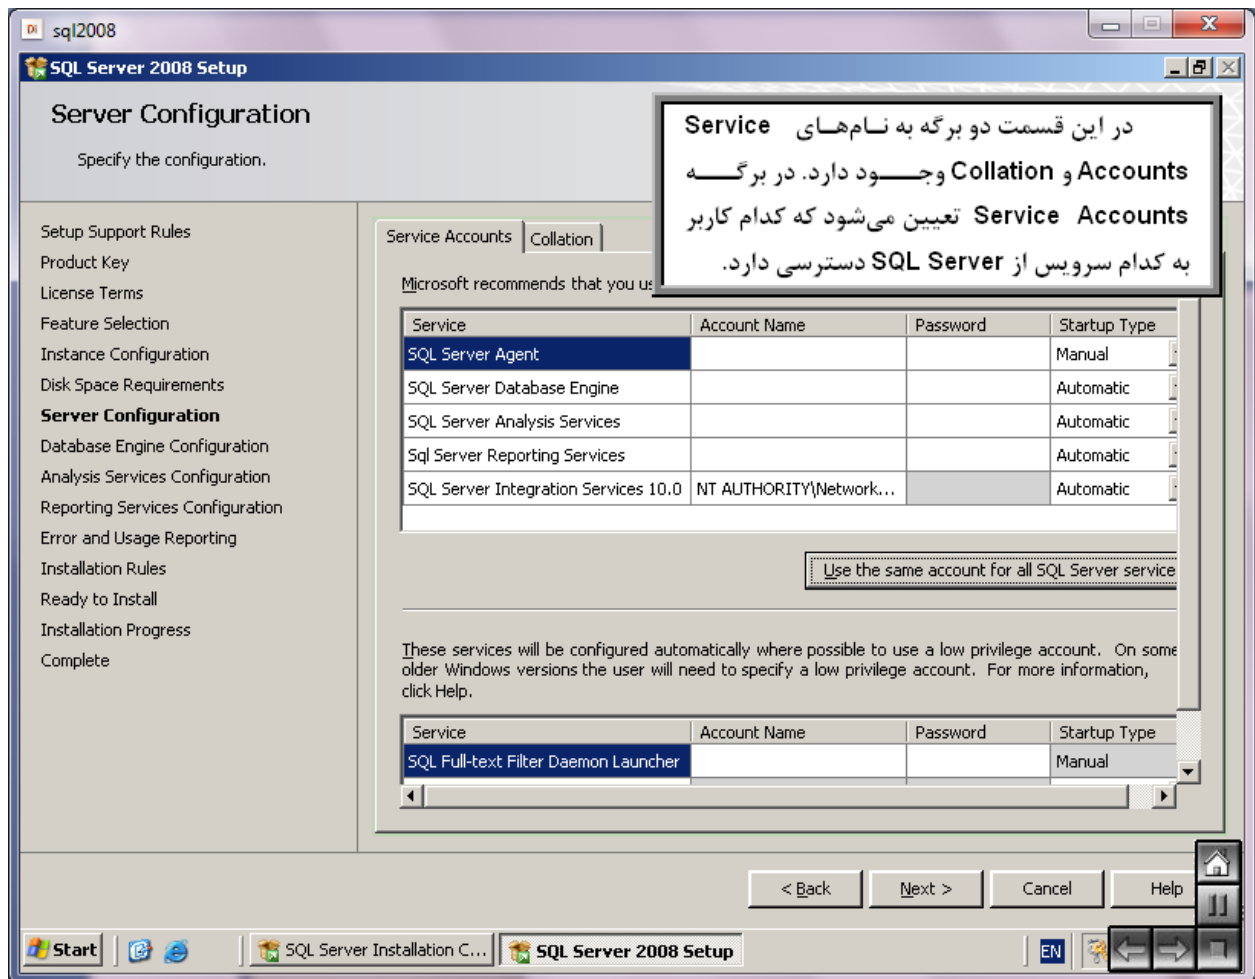 sql2008
SQL Server 2008 Setup
Server Configuration
Specify the configuration.
در این قسمت دو برگه به نام‌های Service
Accounts و Collation وجود دارد. در برگه
Service Accounts تعیین می‌شود که کدام کاربر
به کدام سرویس از SQL Server دسترسی دارد.
Setup Support Rules
Product Key
License Terms
Feature Selection
Instance Configuration
Disk Space Requirements
Server Configuration
Database Engine Configuration
Analysis Services Configuration
Reporting Services Configuration
Error and Usage Reporting
Installation Rules
Ready to Install
Installation Progress
Complete
Service Accounts Collation
Microsoft recommends that you us
Service Account Name Password Startup Type
SQL Server Agent Manual
SQL Server Database Engine Automatic
SQL Server Analysis Services Automatic
Sql Server Reporting Services Automatic
SQL Server Integration Services 10.0 NT AUTHORITY\Network... Automatic
Use the same account for all SQL Server service
These services will be configured automatically where possible to use a low privilege account. On some
older Windows versions the user will need to specify a low privilege account. For more information,
click Help.
Service Account Name Password Startup Type
SQL Full-text Filter Daemon Launcher Manual
< Back Next > Cancel Help
Start SQL Server Installation C... SQL Server 2008 Setup EN